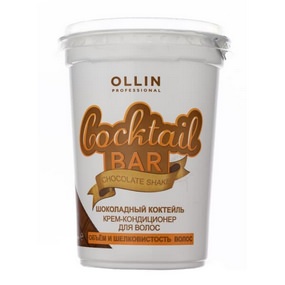 OLLIN
PROFESSIONAL
Cocktail
BAR
CHOCOLATE SHAKE
ШОКОЛАДНЫЙ КОКТЕЙЛЬ
КРЕМ-КОНДИЦИОНЕР
ДЛЯ ВОЛОС
ОБЪЁМ И ШЕЛКОВИСТОСТЬ ВОЛОС